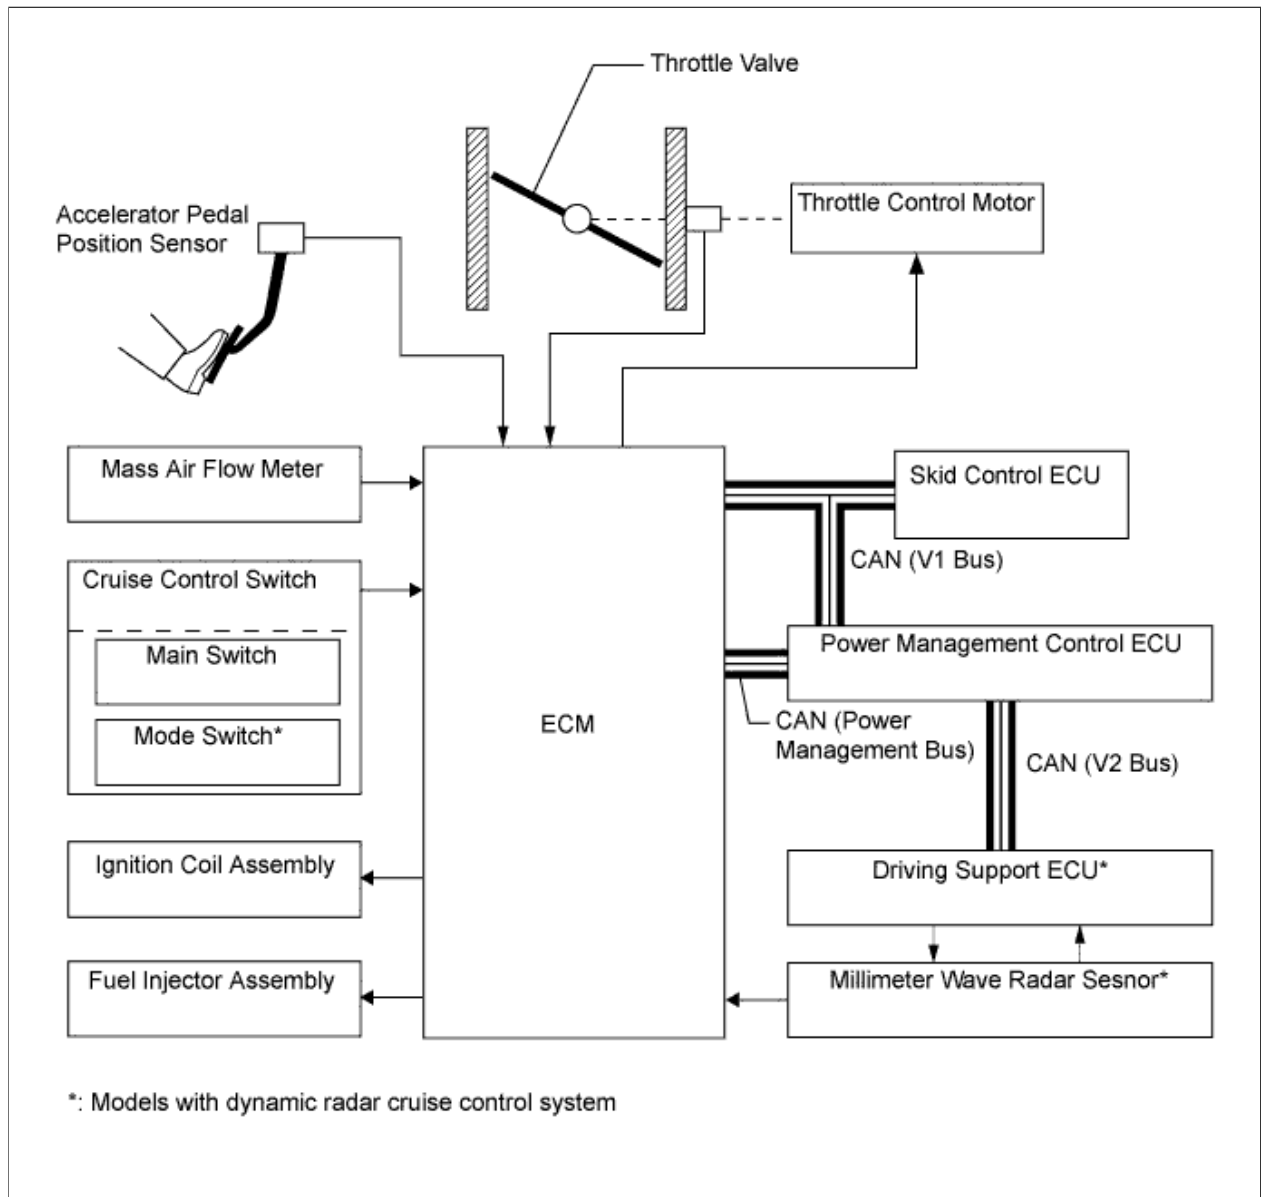 Throttle Valve
Accelerator Pedal
Position Sensor
Throttle Control Motor
Mass Air Flow Meter
Skid Control ECU
CAN (V1 Bus)
Cruise Control Switch
Main Switch
Mode Switch*
ECM
Power Management Control ECU
CAN (Power
Management Bus)
CAN (V2 Bus)
Ignition Coil Assembly
Driving Support ECU*
Fuel Injector Assembly
Millimeter Wave Radar Sesnor*
*: Models with dynamic radar cruise control system